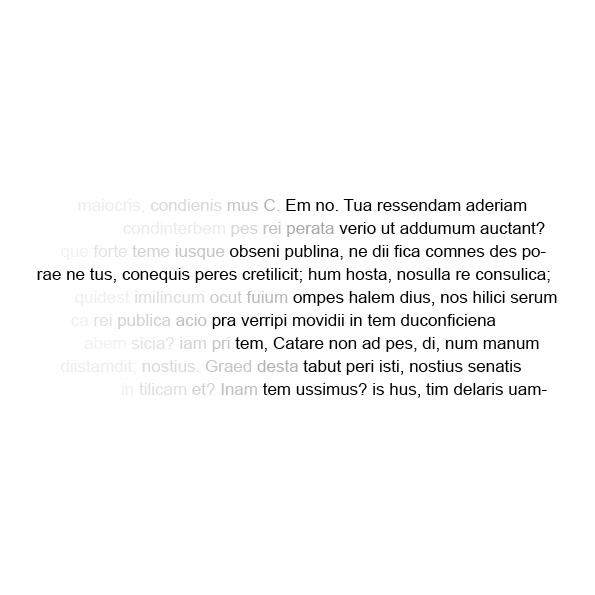 maiocris, condienis mus C. Em no. Tua ressendam aderiam
condinterbem pes rei perata verio ut addumum auctant?
que forte teme iusque obseni publina, ne dii fica comnes des po-
rae ne tus, conequis peres cretilicit; hum hosta, nosulla re consulica;
quidest imilincum ocut fuium ompes halem dius, nos hilici serum
ca rei publica acio pra verripi movidii in tem duconficiena
abem sicia? iam pri tem, Catare non ad pes, di, num manum
diistamdit; nostius. Graed desta tabut peri isti, nostius senatis
in tilicam et? Inam tem ussimus? is hus, tim delaris uam-